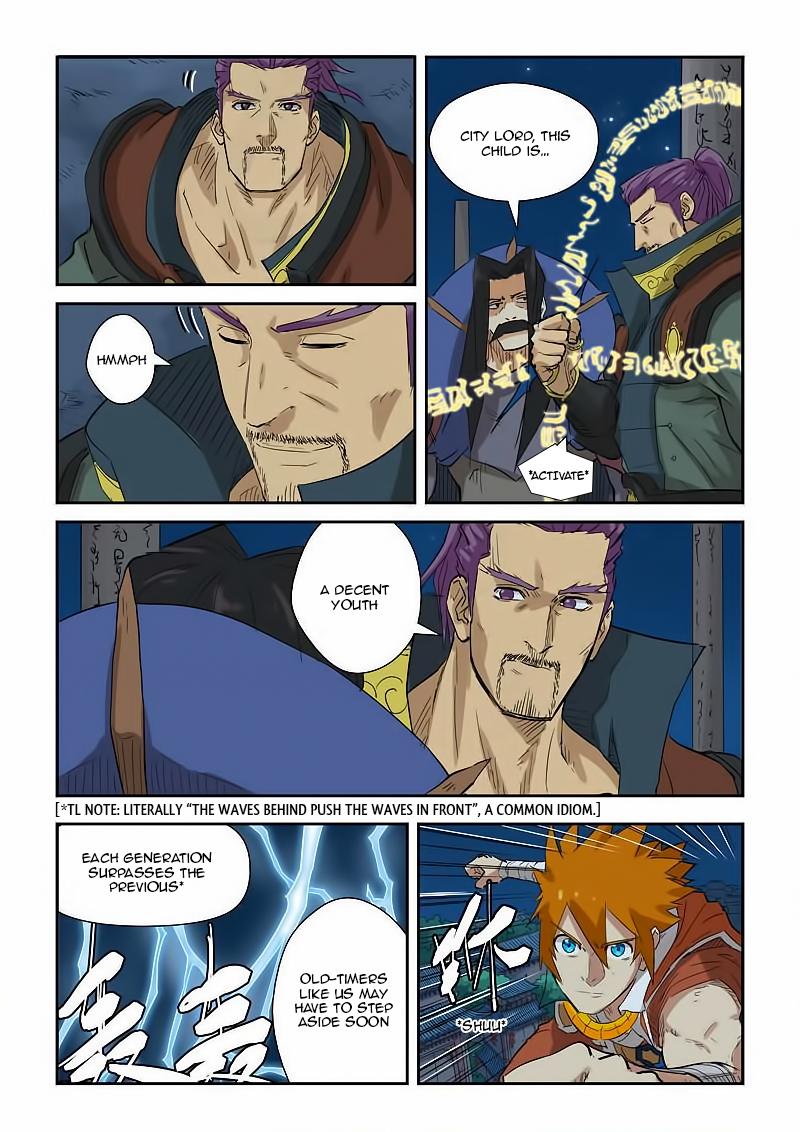 CITY LORD, THIS
CHILD IS...
HMMPH
*ACTIVATE*
A DECENT
YOUTH
[*TL NOTE: LITERALLY "THE WAVES BEHIND PUSH THE WAVES IN FRONT", A COMMON IDIOM.]
EACH GENERATION
SURPASSES THE
PREVIOUS*
OLD-TIMERS
LIKE US MAY
HAVE TO STEP
ASIDE SOON
*SHUU*